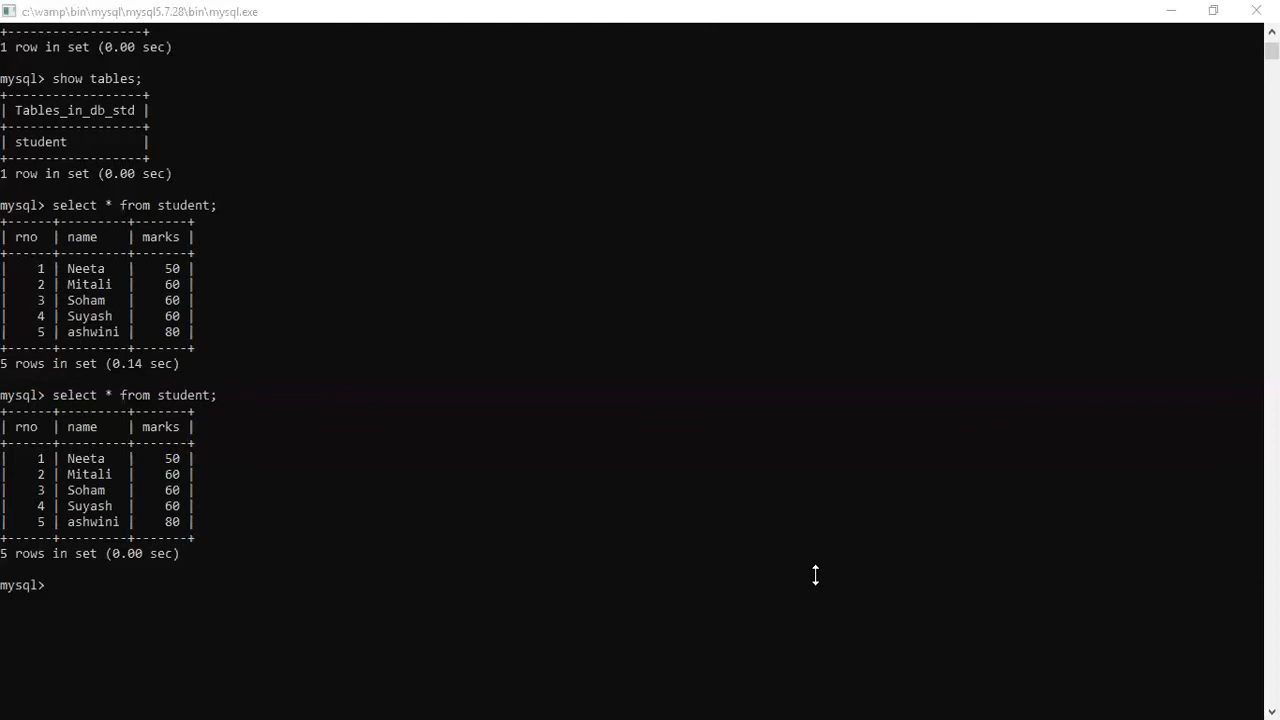 c:\wamp\bin\mysql\mysql5.7.28\bin\mysql.exe
+------------------+
1 row in set (0.00 sec)
mysql> show tables;
+------------------+
| Tables_in_db_std |
+------------------+
| student          |
+------------------+
1 row in set (0.00 sec)
mysql> select * from student;
+------+---------+-------+
| rno  | name    | marks |
+------+---------+-------+
|    1 | Neeta   |    50 |
|    2 | Mitali  |    60 |
|    3 | Soham   |    60 |
|    4 | Suyash  |    60 |
|    5 | ashwini |    80 |
+------+---------+-------+
5 rows in set (0.14 sec)
mysql> select * from student;
+------+---------+-------+
| rno  | name    | marks |
+------+---------+-------+
|    1 | Neeta   |    50 |
|    2 | Mitali  |    60 |
|    3 | Soham   |    60 |
|    4 | Suyash  |    60 |
|    5 | ashwini |    80 |
+------+---------+-------+
5 rows in set (0.00 sec)
mysql>